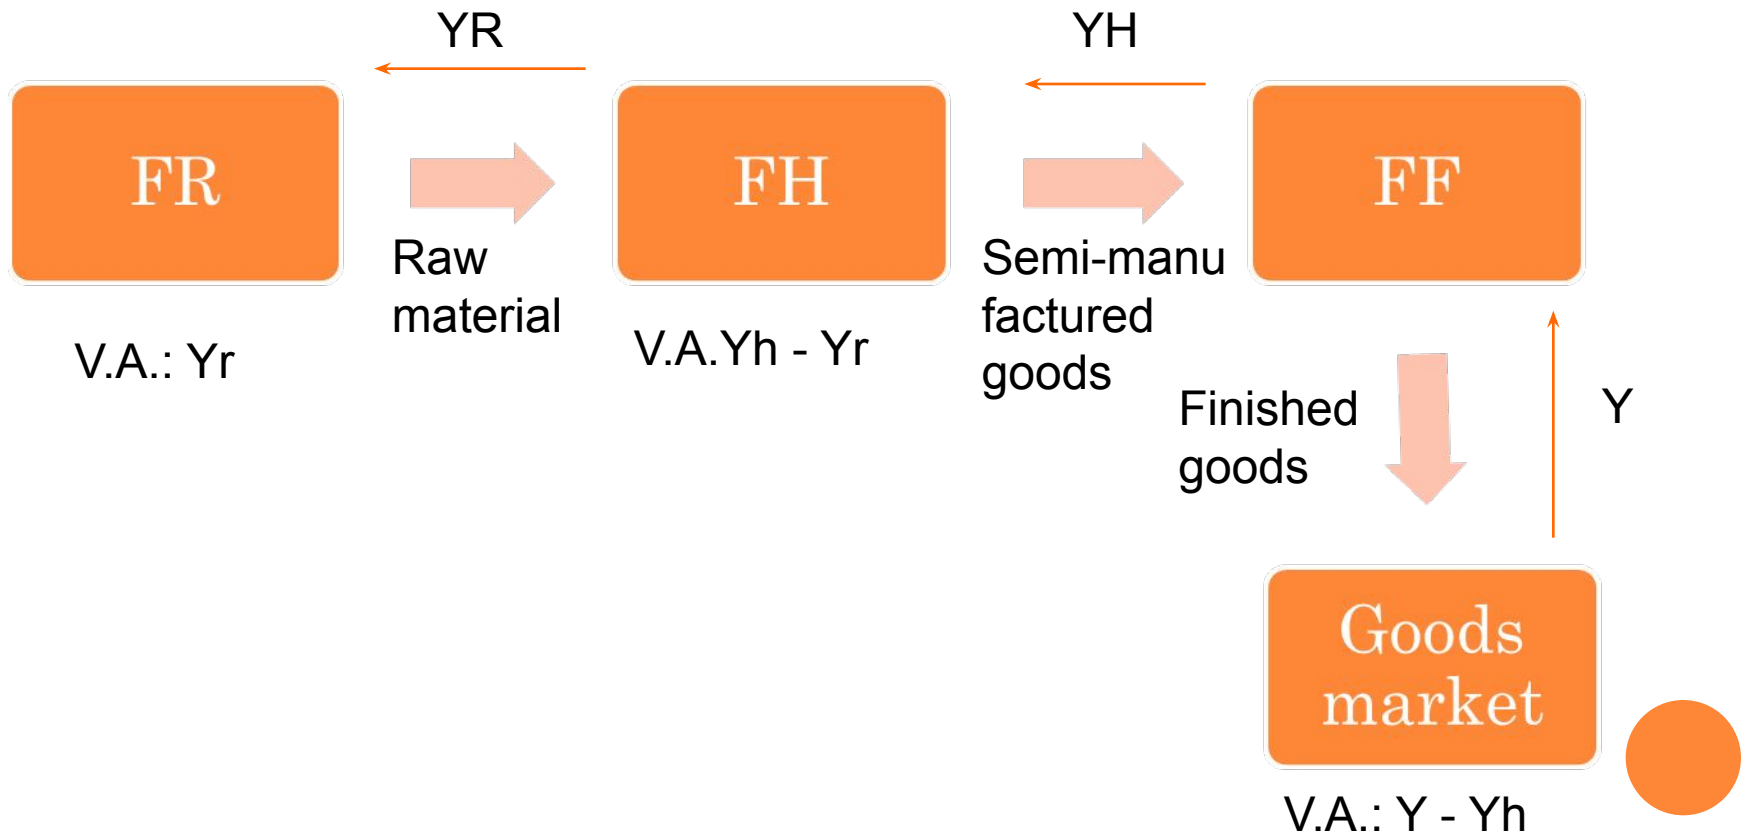 YR
YH
FR
FH
FF
Raw
material
Semi-manu
factured
goods
V.A.: Yr
V.A.Yh - Yr
Finished
goods
Y
Goods
market
V.A.: Y - Yh